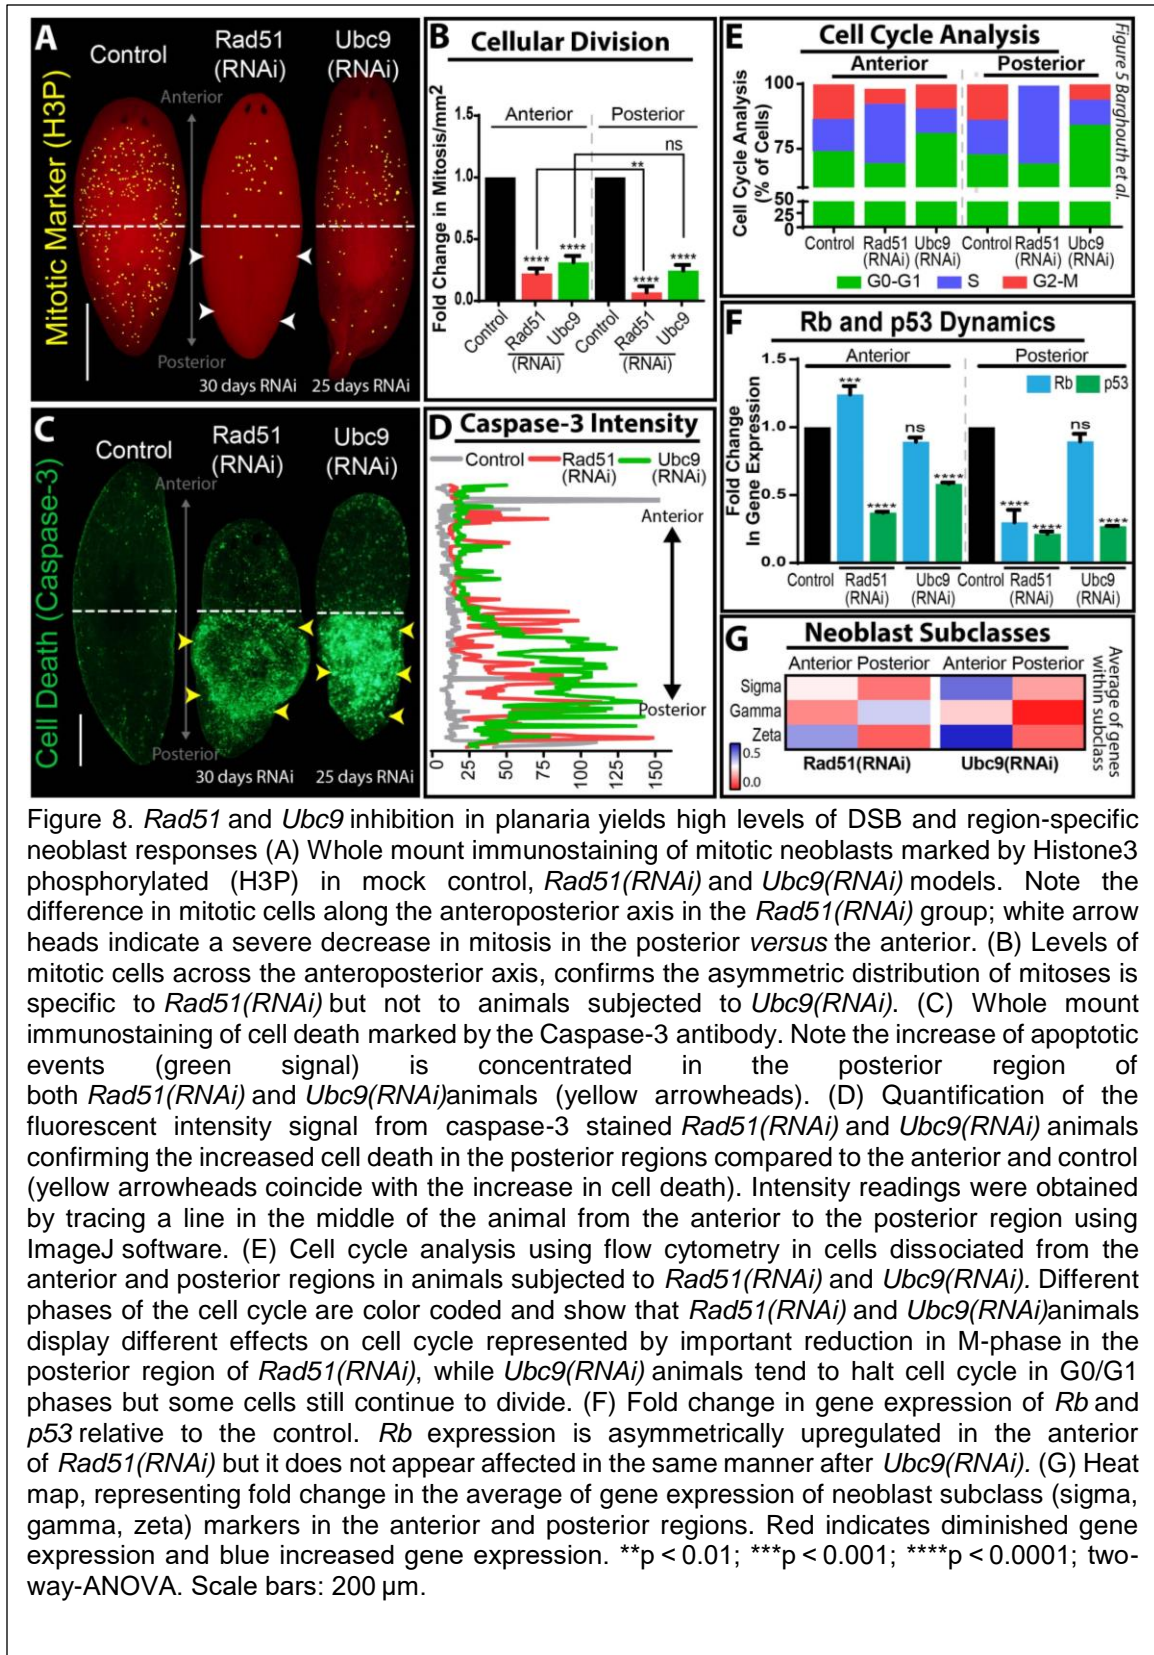 A
Control
Rad51
(RNAi)
Ubc9
(RNAi)
Anterior
Posterior
Mitotic Marker (H3P)
30 days RNAi
25 days RNAi
B Cellular Division
Fold Change in Mitosis/mm2
Anterior
Posterior
1.5
1.0
0.5
0.0
ns
**
****
****
****
****
Control
Rad51
Ubc9
(RNAi)
Control
Rad51
Ubc9
(RNAi)
C
Control
Rad51
(RNAi)
Ubc9
(RNAi)
Anterior
Posterior
Cell Death (Caspase-3)
30 days RNAi
25 days RNAi
D Caspase-3 Intensity
Control
Rad51
(RNAi)
Ubc9
(RNAi)
Anterior
Posterior
0
25
50
75
100
125
150
E Cell Cycle Analysis
Anterior
Posterior
Cell Cycle Analysis
(% of Cells)
100
75
50
25
0
Control
Rad51
(RNAi)
Ubc9
(RNAi)
Control
Rad51
(RNAi)
Ubc9
(RNAi)
G0-G1
S
G2-M
Figure 5 Barghouth et al.
F Rb and p53 Dynamics
Anterior
Posterior
Rb
p53
Fold Change
In Gene Expression
1.5
1.0
0.5
0.0
***
****
ns
****
****
****
ns
****
Control
Rad51
(RNAi)
Ubc9
(RNAi)
Control
Rad51
(RNAi)
Ubc9
(RNAi)
G Neoblast Subclasses
Anterior Posterior
Anterior Posterior
Sigma
Gamma
Zeta
0.5
0.0
Rad51(RNAi)
Ubc9(RNAi)
Average of genes
within subclass
Figure 8. Rad51 and Ubc9 inhibition in planaria yields high levels of DSB and region-specific
neoblast responses (A) Whole mount immunostaining of mitotic neoblasts marked by Histone3
phosphorylated (H3P) in mock control, Rad51(RNAi) and Ubc9(RNAi) models. Note the
difference in mitotic cells along the anteroposterior axis in the Rad51(RNAi) group; white arrow
heads indicate a severe decrease in mitosis in the posterior versus the anterior. (B) Levels of
mitotic cells across the anteroposterior axis, confirms the asymmetric distribution of mitoses is
specific to Rad51(RNAi) but not to animals subjected to Ubc9(RNAi). (C) Whole mount
immunostaining of cell death marked by the Caspase-3 antibody. Note the increase of apoptotic
events (green signal) is concentrated in the posterior region of
both Rad51(RNAi) and Ubc9(RNAi)animals (yellow arrowheads). (D) Quantification of the
fluorescent intensity signal from caspase-3 stained Rad51(RNAi) and Ubc9(RNAi) animals
confirming the increased cell death in the posterior regions compared to the anterior and control
(yellow arrowheads coincide with the increase in cell death). Intensity readings were obtained
by tracing a line in the middle of the animal from the anterior to the posterior region using
ImageJ software. (E) Cell cycle analysis using flow cytometry in cells dissociated from the
anterior and posterior regions in animals subjected to Rad51(RNAi) and Ubc9(RNAi). Different
phases of the cell cycle are color coded and show that Rad51(RNAi) and Ubc9(RNAi)animals
display different effects on cell cycle represented by important reduction in M-phase in the
posterior region of Rad51(RNAi), while Ubc9(RNAi) animals tend to halt cell cycle in G0/G1
phases but some cells still continue to divide. (F) Fold change in gene expression of Rb and
p53 relative to the control. Rb expression is asymmetrically upregulated in the anterior
of Rad51(RNAi) but it does not appear affected in the same manner after Ubc9(RNAi). (G) Heat
map, representing fold change in the average of gene expression of neoblast subclass (sigma,
gamma, zeta) markers in the anterior and posterior regions. Red indicates diminished gene
expression and blue increased gene expression. **p < 0.01; ***p < 0.001; ****p < 0.0001; two-
way-ANOVA. Scale bars: 200 µm.